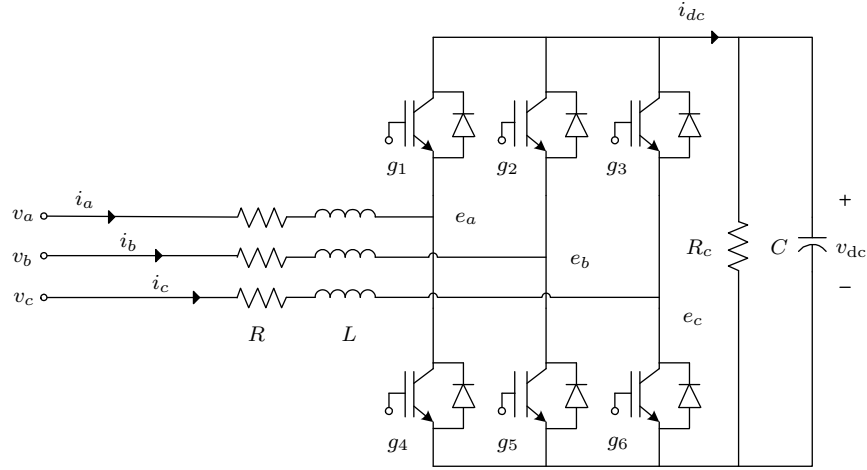 i_dc
g_1 g_2 g_3
v_a i_a e_a
v_b i_b e_b
v_c i_c e_c
R L
R_c C + v_dc −
g_4 g_5 g_6